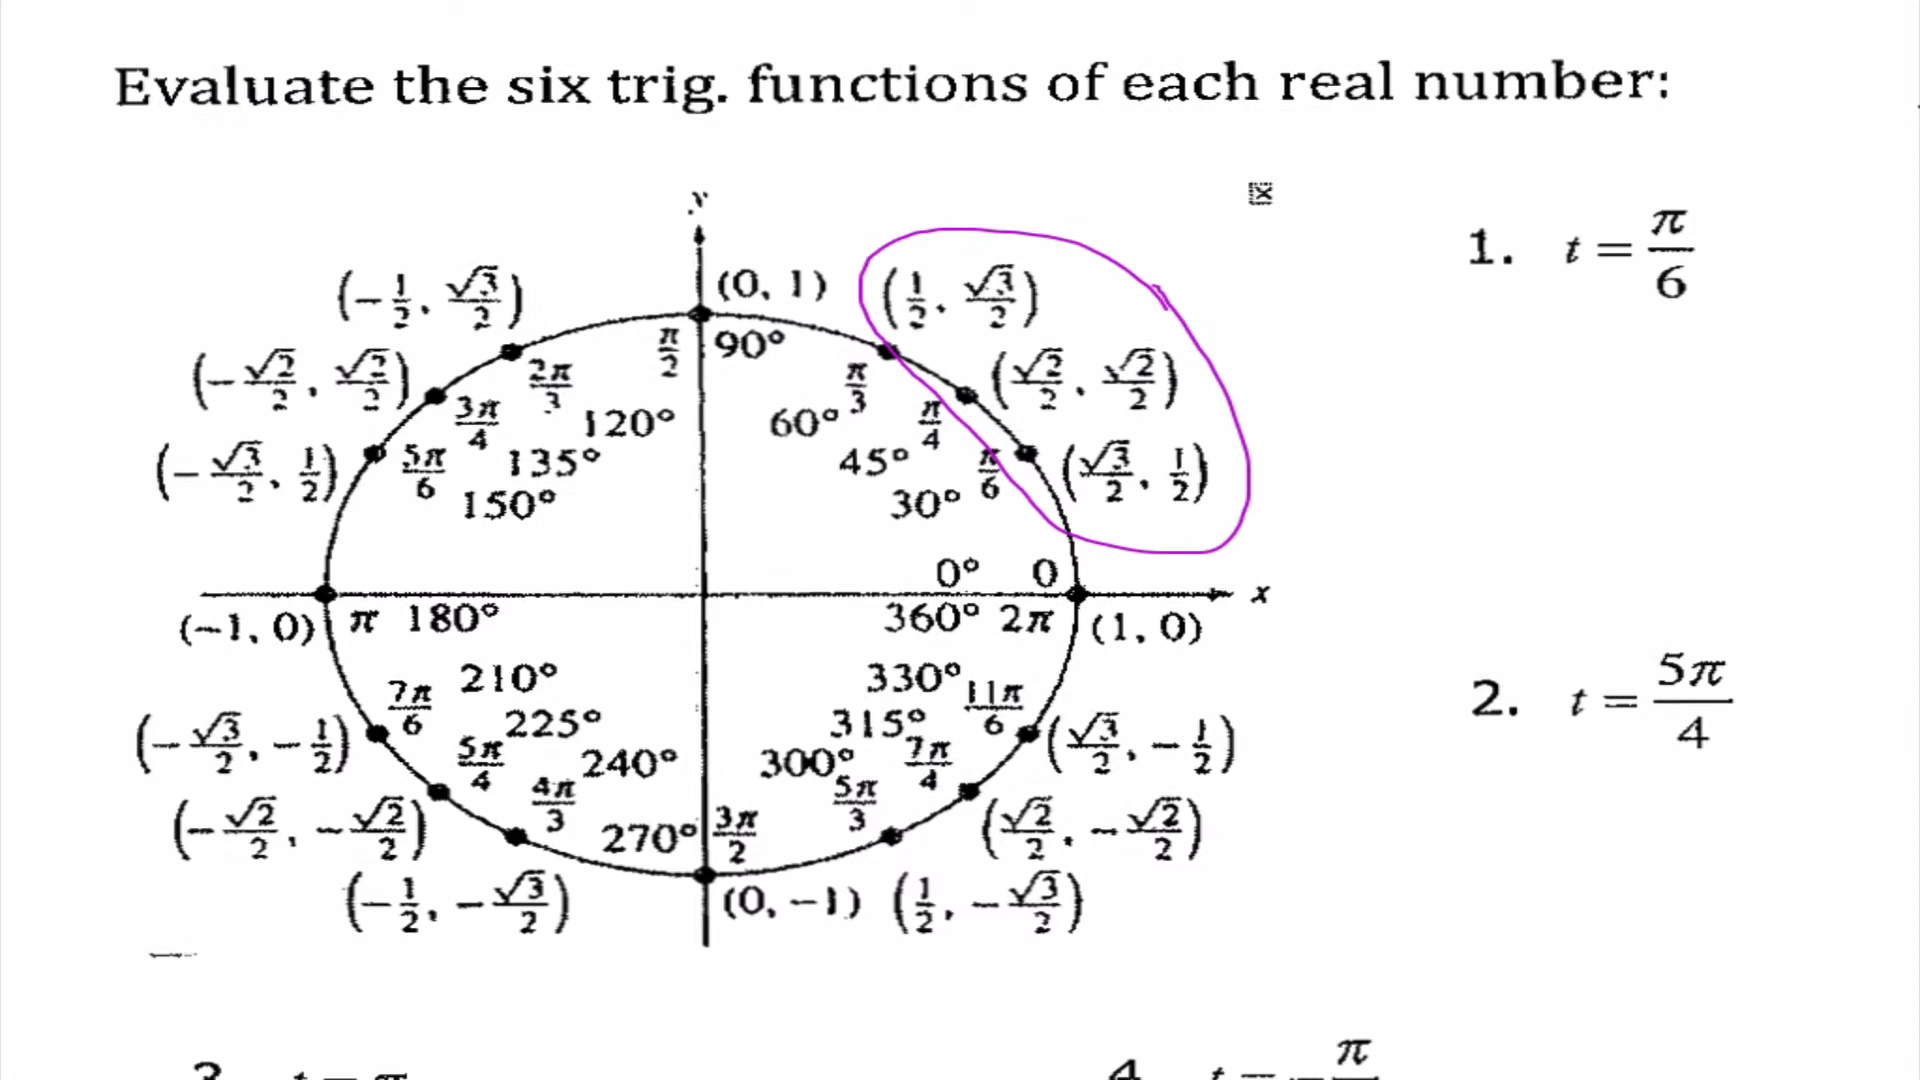 Evaluate the six trig. functions of each real number:
y
1. t = π/6
(-1/2, √3/2) (0, 1) (1/2, √3/2)
π/2 90°
(-√2/2, √2/2) 2π/3 π/3 (√2/2, √2/2)
3π/4 120° 60° π/4
(-√3/2, 1/2) 5π/6 135° 45° π/6 (√3/2, 1/2)
150° 30°
0° 0
x
(-1, 0) π 180° 360° 2π (1, 0)
7π/6 210° 330° 11π/6
2. t = 5π/4
(-√3/2, -1/2) 225° 315° (√3/2, -1/2)
5π/4 240° 300° 7π/4
4π/3 5π/3
(-√2/2, -√2/2) 270° 3π/2 (√2/2, -√2/2)
(-1/2, -√3/2) (0, -1) (1/2, -√3/2)